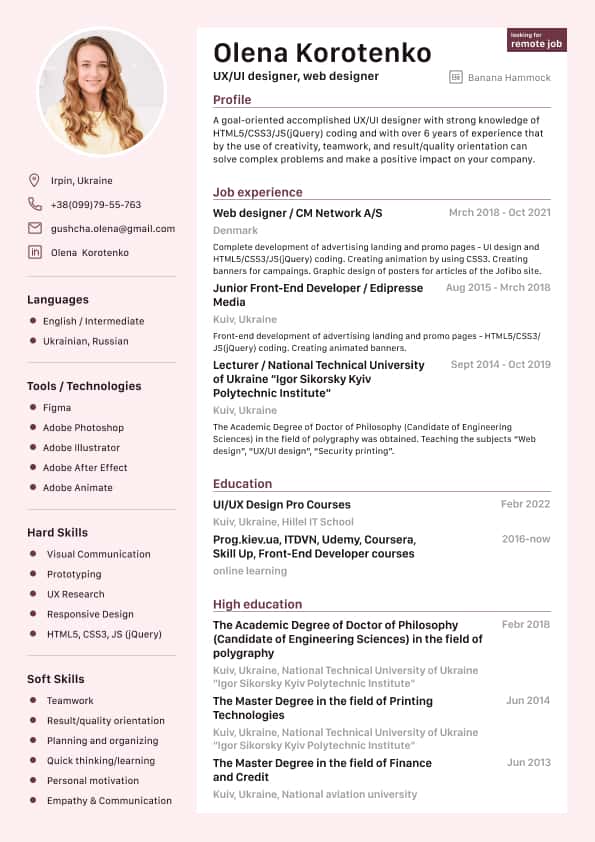 looking for
remote job
Olena Korotenko
UX/UI designer, web designer
Bē Banana Hammock
Irpin, Ukraine
+38(099)79-55-763
gushcha.olena@gmail.com
in Olena Korotenko
Languages
English / Intermediate
Ukrainian, Russian
Tools / Technologies
Figma
Adobe Photoshop
Adobe Illustrator
Adobe After Effect
Adobe Animate
Hard Skills
Visual Communication
Prototyping
UX Research
Responsive Design
HTML5, CSS3, JS (jQuery)
Soft Skills
Teamwork
Result/quality orientation
Planning and organizing
Quick thinking/learning
Personal motivation
Empathy & Communication
Profile
A goal-oriented accomplished UX/UI designer with strong knowledge of
HTML5/CSS3/JS(jQuery) coding and with over 6 years of experience that
by the use of creativity, teamwork, and result/quality orientation can
solve complex problems and make a positive impact on your company.
Job experience
Web designer / CM Network A/S Mrch 2018 - Oct 2021
Denmark
Complete development of advertising landing and promo pages - UI design and
HTML5/CSS3/JS(jQuery) coding. Creating animation by using CSS3. Creating
banners for campaings. Graphic design of posters for articles of the Jofibo site.
Junior Front-End Developer / Edipresse Aug 2015 - Mrch 2018
Media
Kuiv, Ukraine
Front-end development of advertising landing and promo pages - HTML5/CSS3/
JS(jQuery) coding. Creating animated banners.
Lecturer / National Technical University Sept 2014 - Oct 2019
of Ukraine "Igor Sikorsky Kyiv
Polytechnic Institute"
Kuiv, Ukraine
The Academic Degree of Doctor of Philosophy (Candidate of Engineering
Sciences) in the field of polygraphy was obtained. Teaching the subjects "Web
design", "UX/UI design", "Security printing".
Education
UI/UX Design Pro Courses Febr 2022
Kuiv, Ukraine, Hillel IT School
Prog.kiev.ua, ITDVN, Udemy, Coursera, 2016-now
Skill Up, Front-End Developer courses
online learning
High education
The Academic Degree of Doctor of Philosophy Febr 2018
(Candidate of Engineering Sciences) in the field of
polygraphy
Kuiv, Ukraine, National Technical University of Ukraine
"Igor Sikorsky Kyiv Polytechnic Institute"
The Master Degree in the field of Printing Jun 2014
Technologies
Kuiv, Ukraine, National Technical University of Ukraine
"Igor Sikorsky Kyiv Polytechnic Institute"
The Master Degree in the field of Finance Jun 2013
and Credit
Kuiv, Ukraine, National aviation university